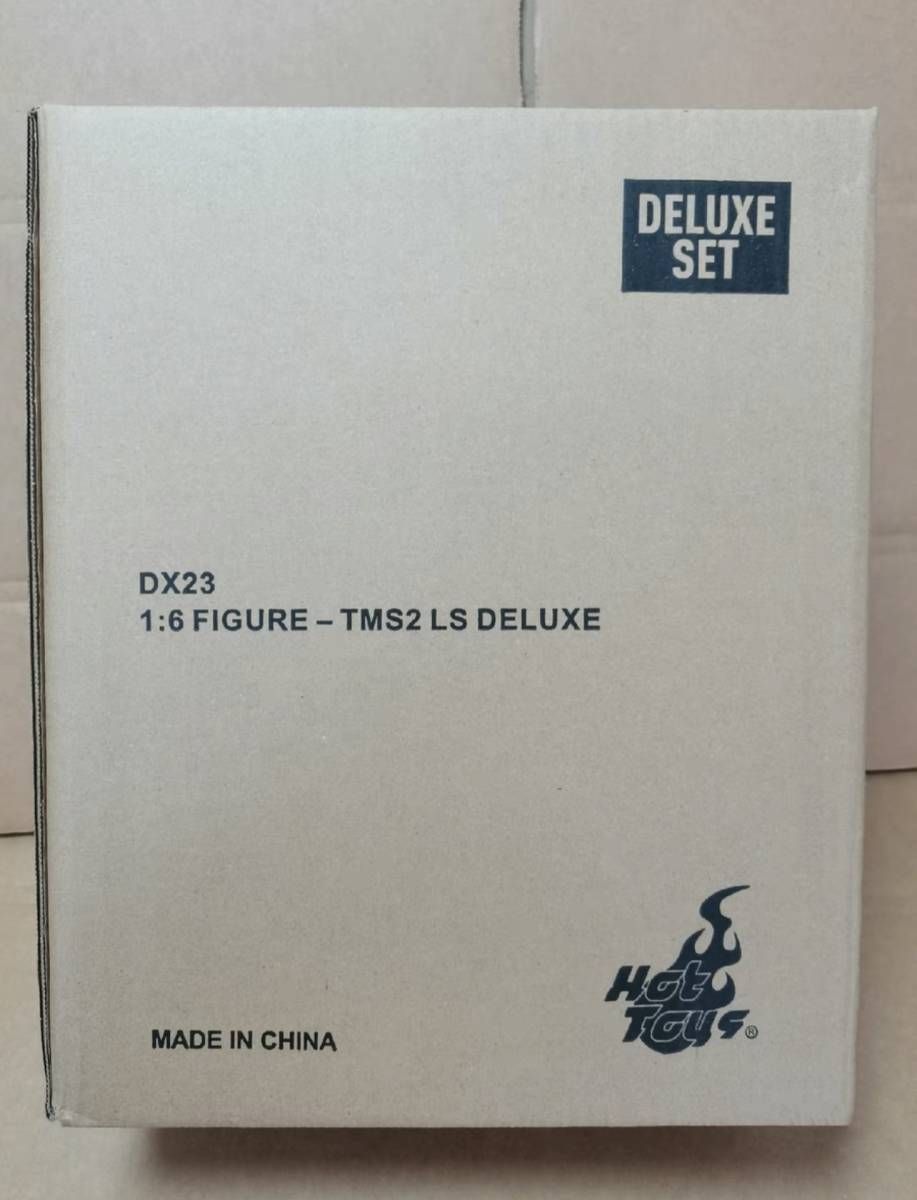 DELUXE
SET
DX23
1:6 FIGURE – TMS2 LS DELUXE
Hot
Toys®
MADE IN CHINA